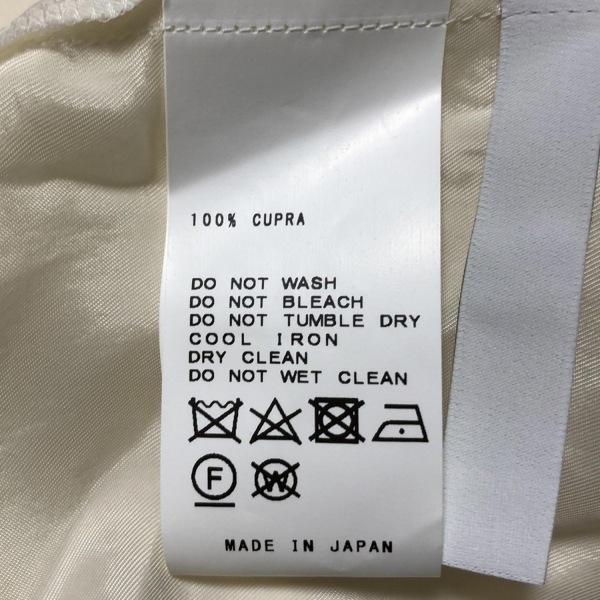 100% CUPRA
DO NOT WASH
DO NOT BLEACH
DO NOT TUMBLE DRY
COOL IRON
DRY CLEAN
DO NOT WET CLEAN
F W
MADE IN JAPAN